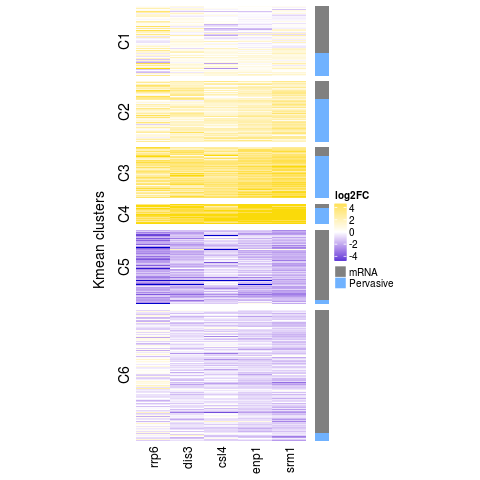 Kmean clusters
C1
C2
C3
C4
C5
C6
rrp6
dis3
csl4
enp1
srm1
log2FC
4
2
0
-2
-4
mRNA
Pervasive